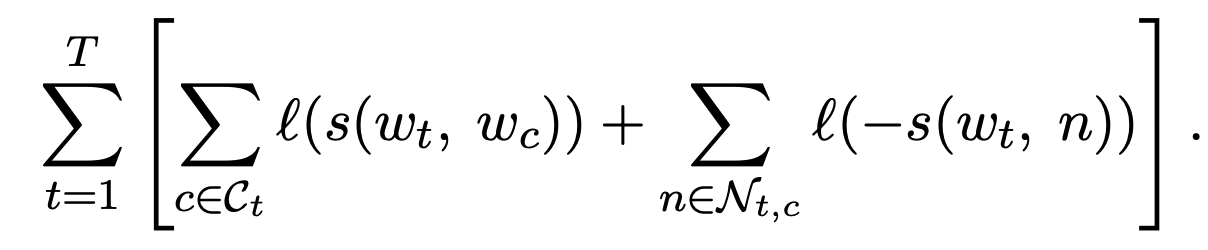 \sum_{t=1}^{T} \left[ \sum_{c \in \mathcal{C}_t} \ell(s(w_t, w_c)) + \sum_{n \in \mathcal{N}_{t,c}} \ell(-s(w_t, n)) \right].